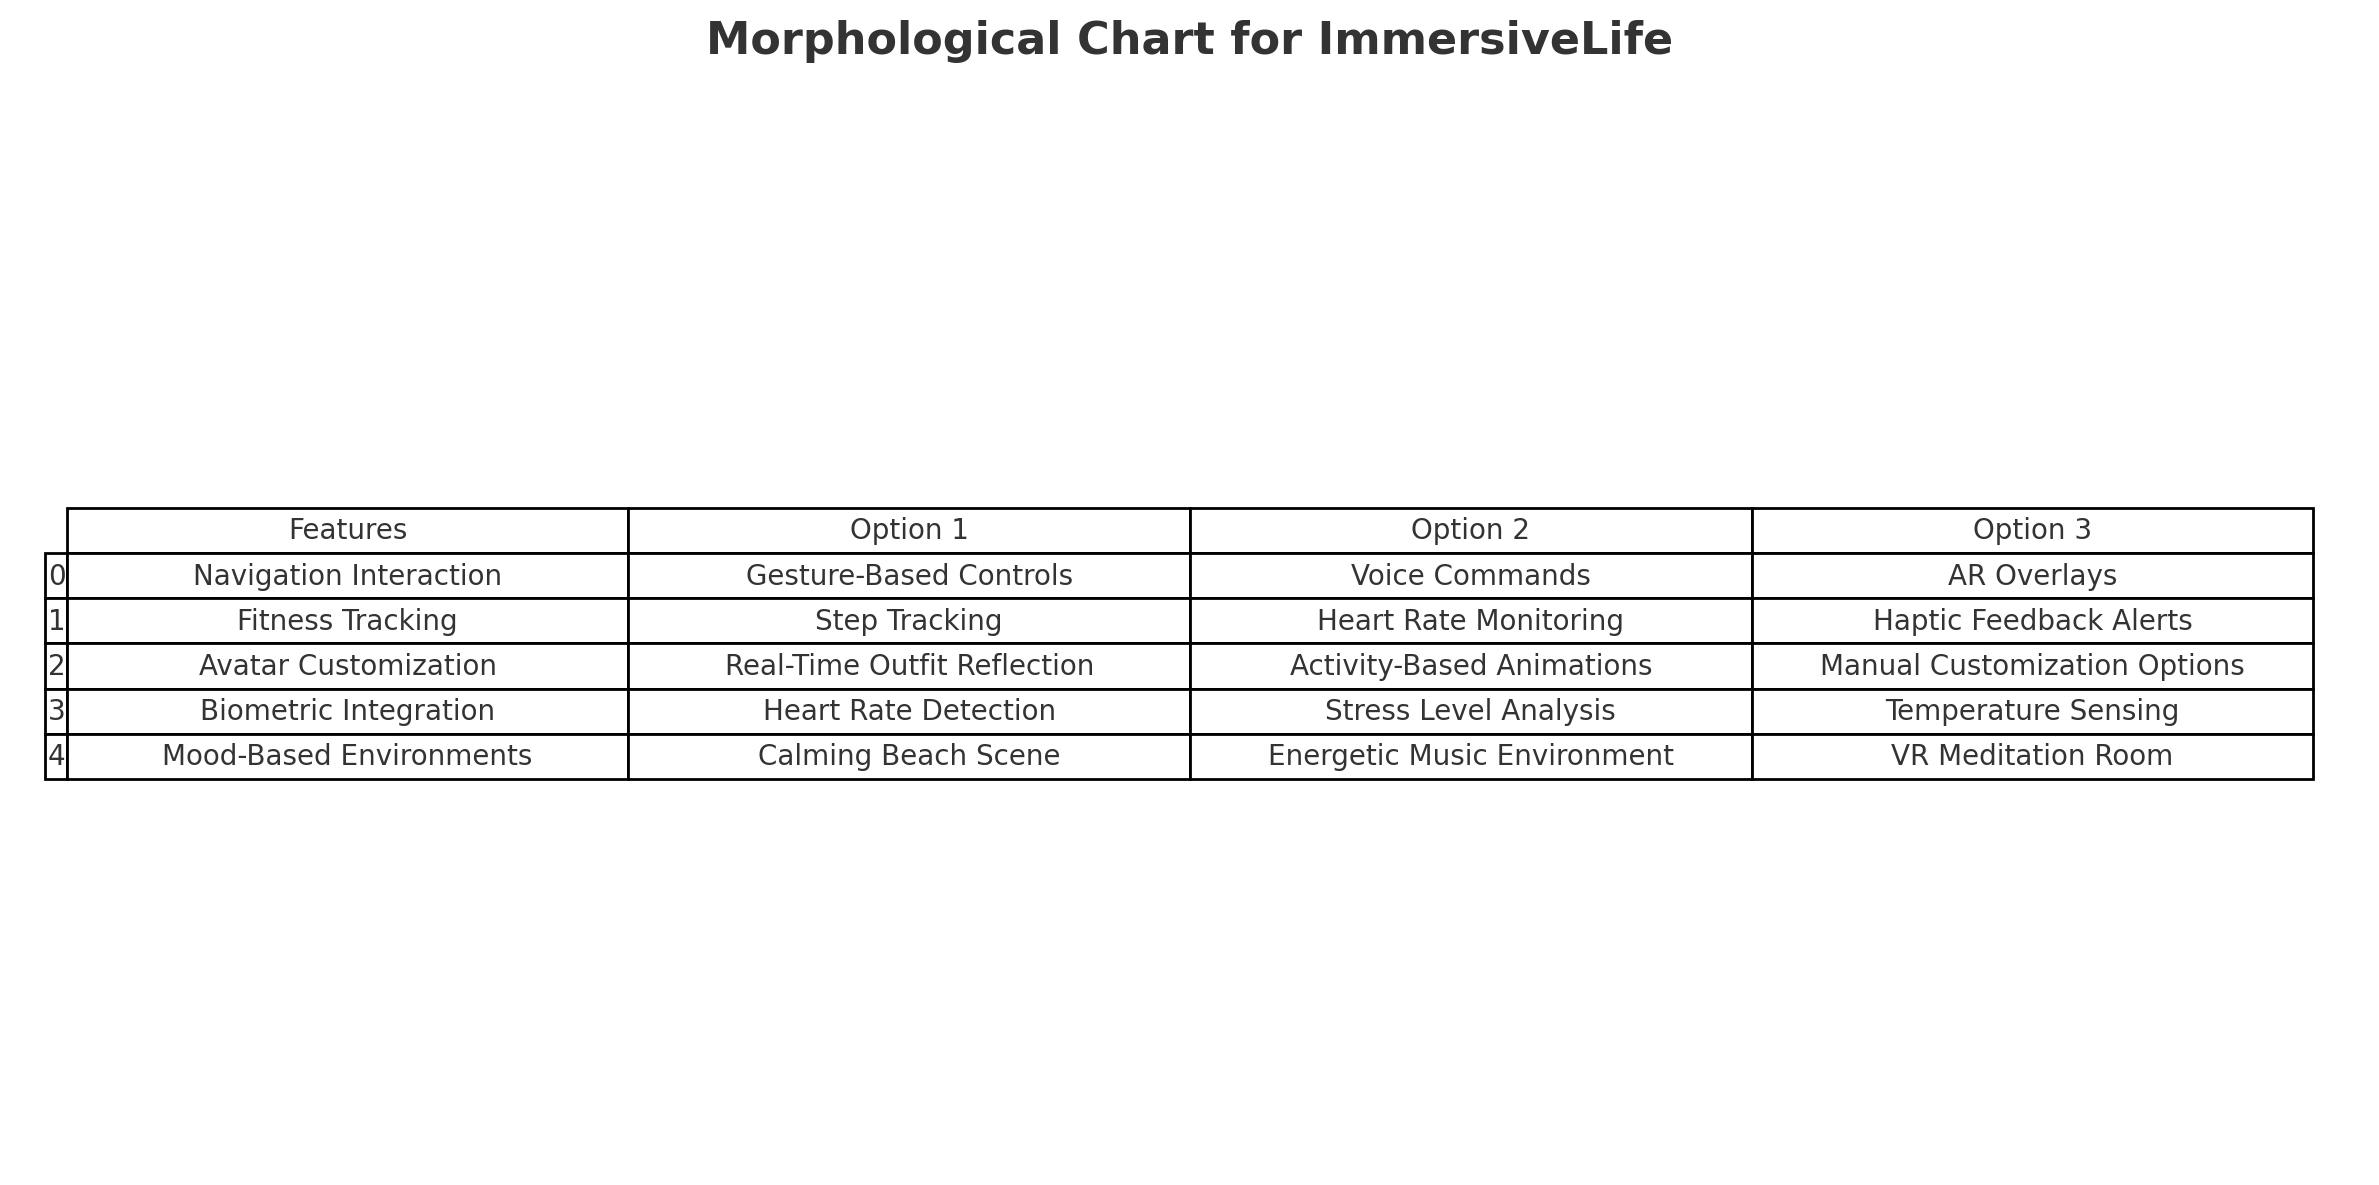 Morphological Chart for ImmersiveLife
Features Option 1 Option 2 Option 3
0 Navigation Interaction Gesture-Based Controls Voice Commands AR Overlays
1 Fitness Tracking Step Tracking Heart Rate Monitoring Haptic Feedback Alerts
2 Avatar Customization Real-Time Outfit Reflection Activity-Based Animations Manual Customization Options
3 Biometric Integration Heart Rate Detection Stress Level Analysis Temperature Sensing
4 Mood-Based Environments Calming Beach Scene Energetic Music Environment VR Meditation Room